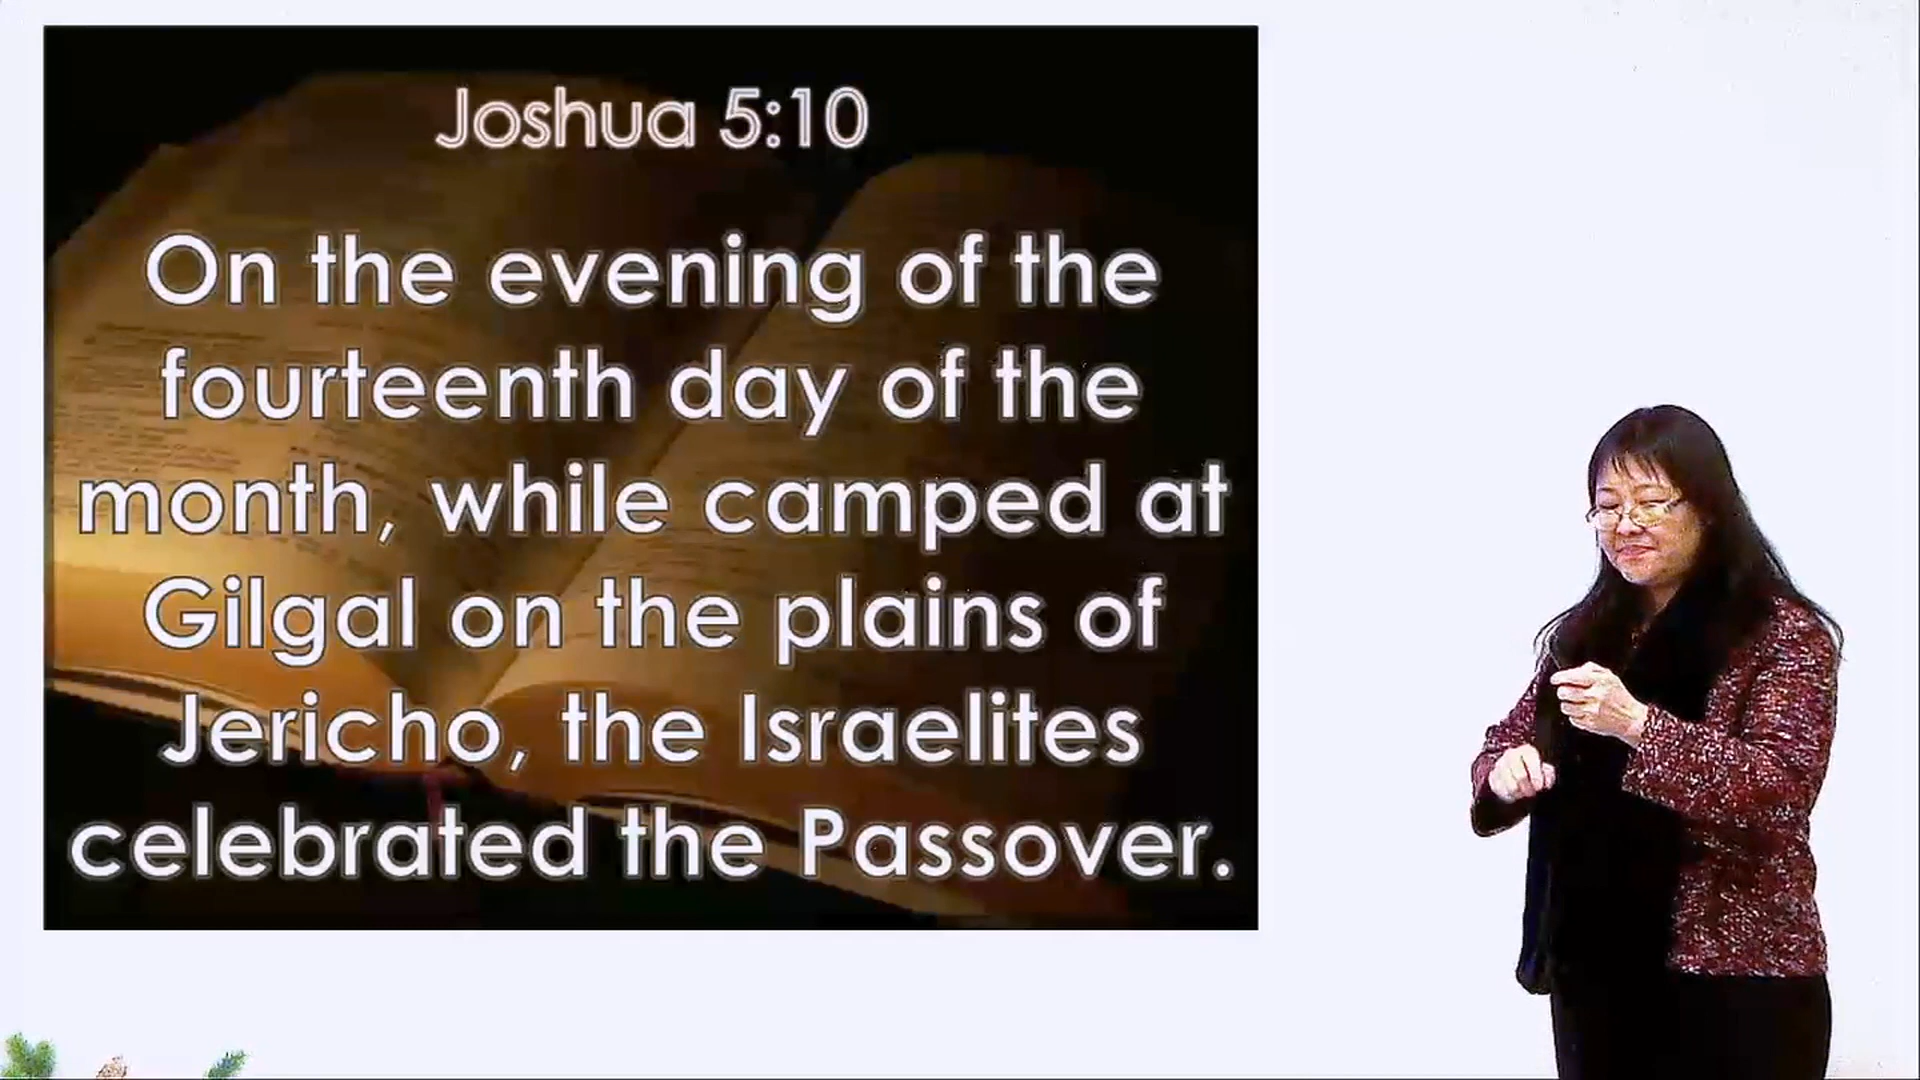 Joshua 5:10
On the evening of the
fourteenth day of the
month, while camped at
Gilgal on the plains of
Jericho, the Israelites
celebrated the Passover.